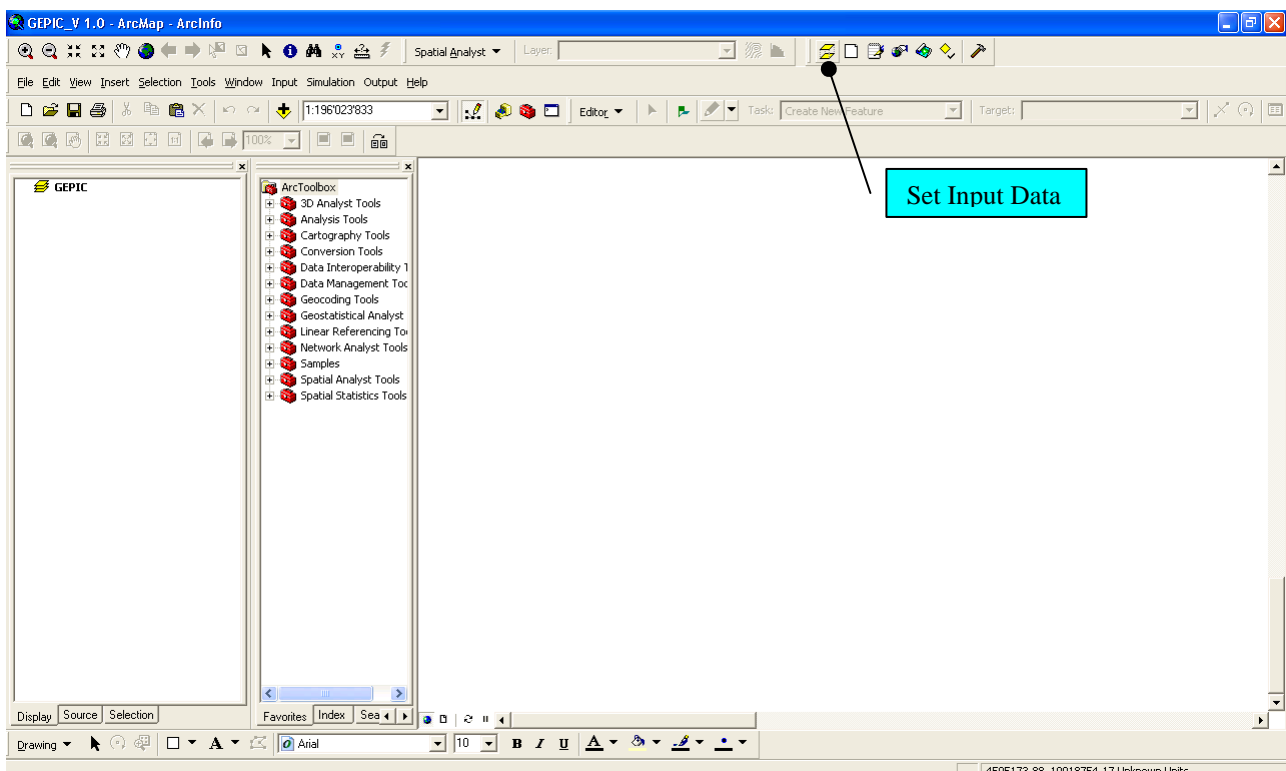 GEPIC_V 1.0 - ArcMap - ArcInfo
Spatial Analyst Layer:
File Edit View Insert Selection Tools Window Input Simulation Output Help
1:196'023'833 Editor Task: Create New Feature Target:
100%
GEPIC
ArcToolbox
3D Analyst Tools
Analysis Tools
Cartography Tools
Conversion Tools
Data Interoperability T
Data Management Toc
Geocoding Tools
Geostatistical Analyst
Linear Referencing Too
Network Analyst Tools
Samples
Spatial Analyst Tools
Spatial Statistics Tools
Set Input Data
Display Source Selection
Favorites Index Sea
Drawing A Arial 10 B I U A
Unknown Units